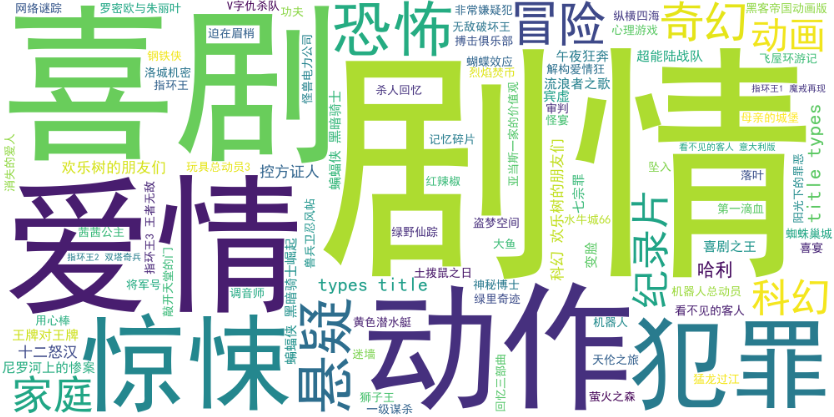 网络谜踪
罗密欧与朱丽叶
V字仇杀队
功夫
恐怖
非常嫌疑犯
无敌破坏王
搏击俱乐部
冒险
纵横四海
心理游戏
奇幻
黑客帝国动画版
动画
喜剧
迫在眉梢
钢铁侠
洛城机密
指环王
怪兽电力公司
蝴蝶效应
烈焰焚币
午夜狂奔
解构爱情狂
流浪者之歌
宾虚
审判
怪宴
超能陆战队
飞屋环游记
指环王1 魔戒再现
母亲的城堡
剧情
杀人回忆
蝙蝠侠 黑暗骑士
记忆碎片
亚当斯一家的价值观
看不见的客人 意大利版
title types
消失的爱人
欢乐树的朋友们
玩具总动员3
控方证人
红辣椒
科幻 欢乐树的朋友们
七宗罪
坠入
落叶
阳光下的罪恶
爱情
指环王3 王者无敌
兽兵卫忍风帖
绿野仙踪
盗梦空间
水牛城66
纪录片
第一滴血
蜘蛛巢城
茜茜公主
大鱼
变脸
喜剧之王
喜宴
指环王2 双塔奇兵
敲开天堂的门
蝙蝠侠 黑暗骑士崛起
土拨鼠之日
神秘博士
哈利
科幻
将军号
调音师
types title
绿里奇迹
机器人总动员
用心棒
惊悚
悬疑
动作
看不见的客人
王牌对王牌
黄色潜水艇
机器人
犯罪
十二怒汉
迷墙
天伦之旅
尼罗河上的惨案
回忆三部曲
猛龙过江
家庭
狮子王
一级谋杀
萤火之森